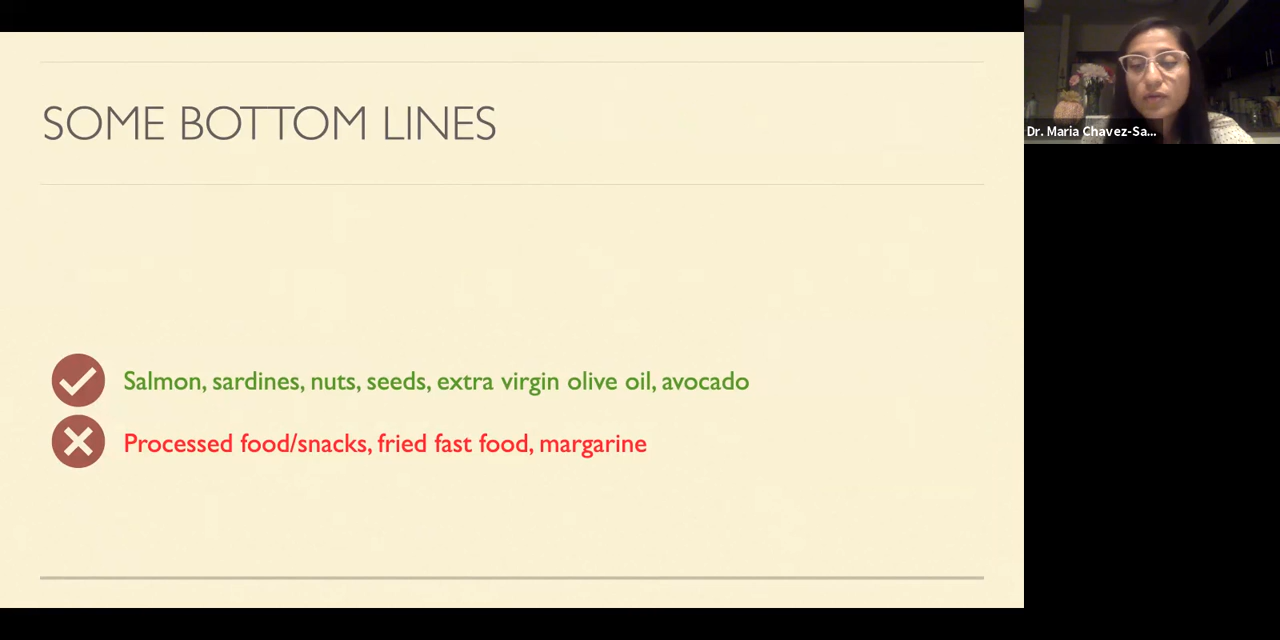 SOME BOTTOM LINES
Dr. Maria Chavez-Sa...
Salmon, sardines, nuts, seeds, extra virgin olive oil, avocado
Processed food/snacks, fried fast food, margarine